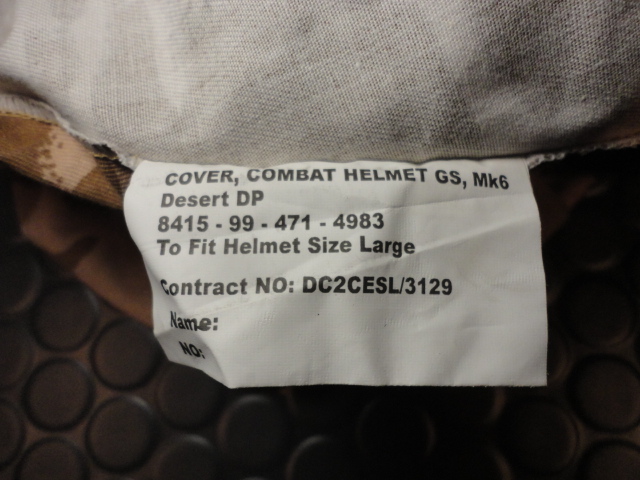 COVER, COMBAT HELMET GS, Mk6
Desert DP
8415 - 99 - 471 - 4983
To Fit Helmet Size Large
Contract NO: DC2CESL/3129
Name:
NO: